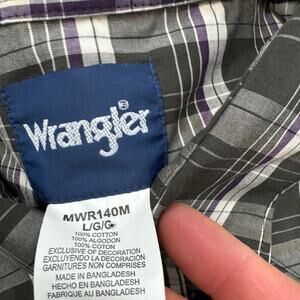 Wrangler®
MWR140M
L/G/G
100% COTTON
100% ALGODON
100% COTON
EXCLUSIVE OF DECORATION
EXCLUYENDO LA DECORACION
GARNITURES NON COMPRISES
MADE IN BANGLADESH
HECHO EN BANGLADESH
FABRIQUE AU BANGLADESH